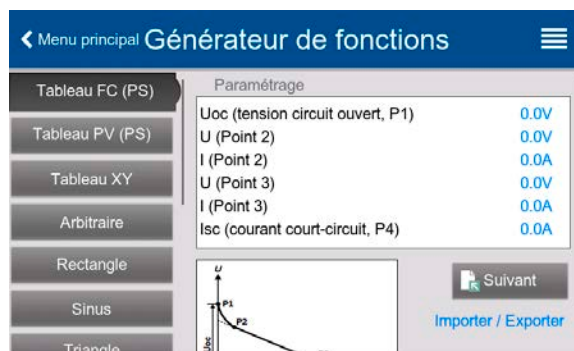 Menu principal Générateur de fonctions
Tableau FC (PS)
Tableau PV (PS)
Tableau XY
Arbitraire
Rectangle
Sinus
Triangle
Paramétrage
Uoc (tension circuit ouvert, P1) 0.0V
U (Point 2) 0.0V
I (Point 2) 0.0A
U (Point 3) 0.0V
I (Point 3) 0.0A
Isc (courant court-circuit, P4) 0.0A
U
P1
P2
Uoc
Suivant
Importer / Exporter